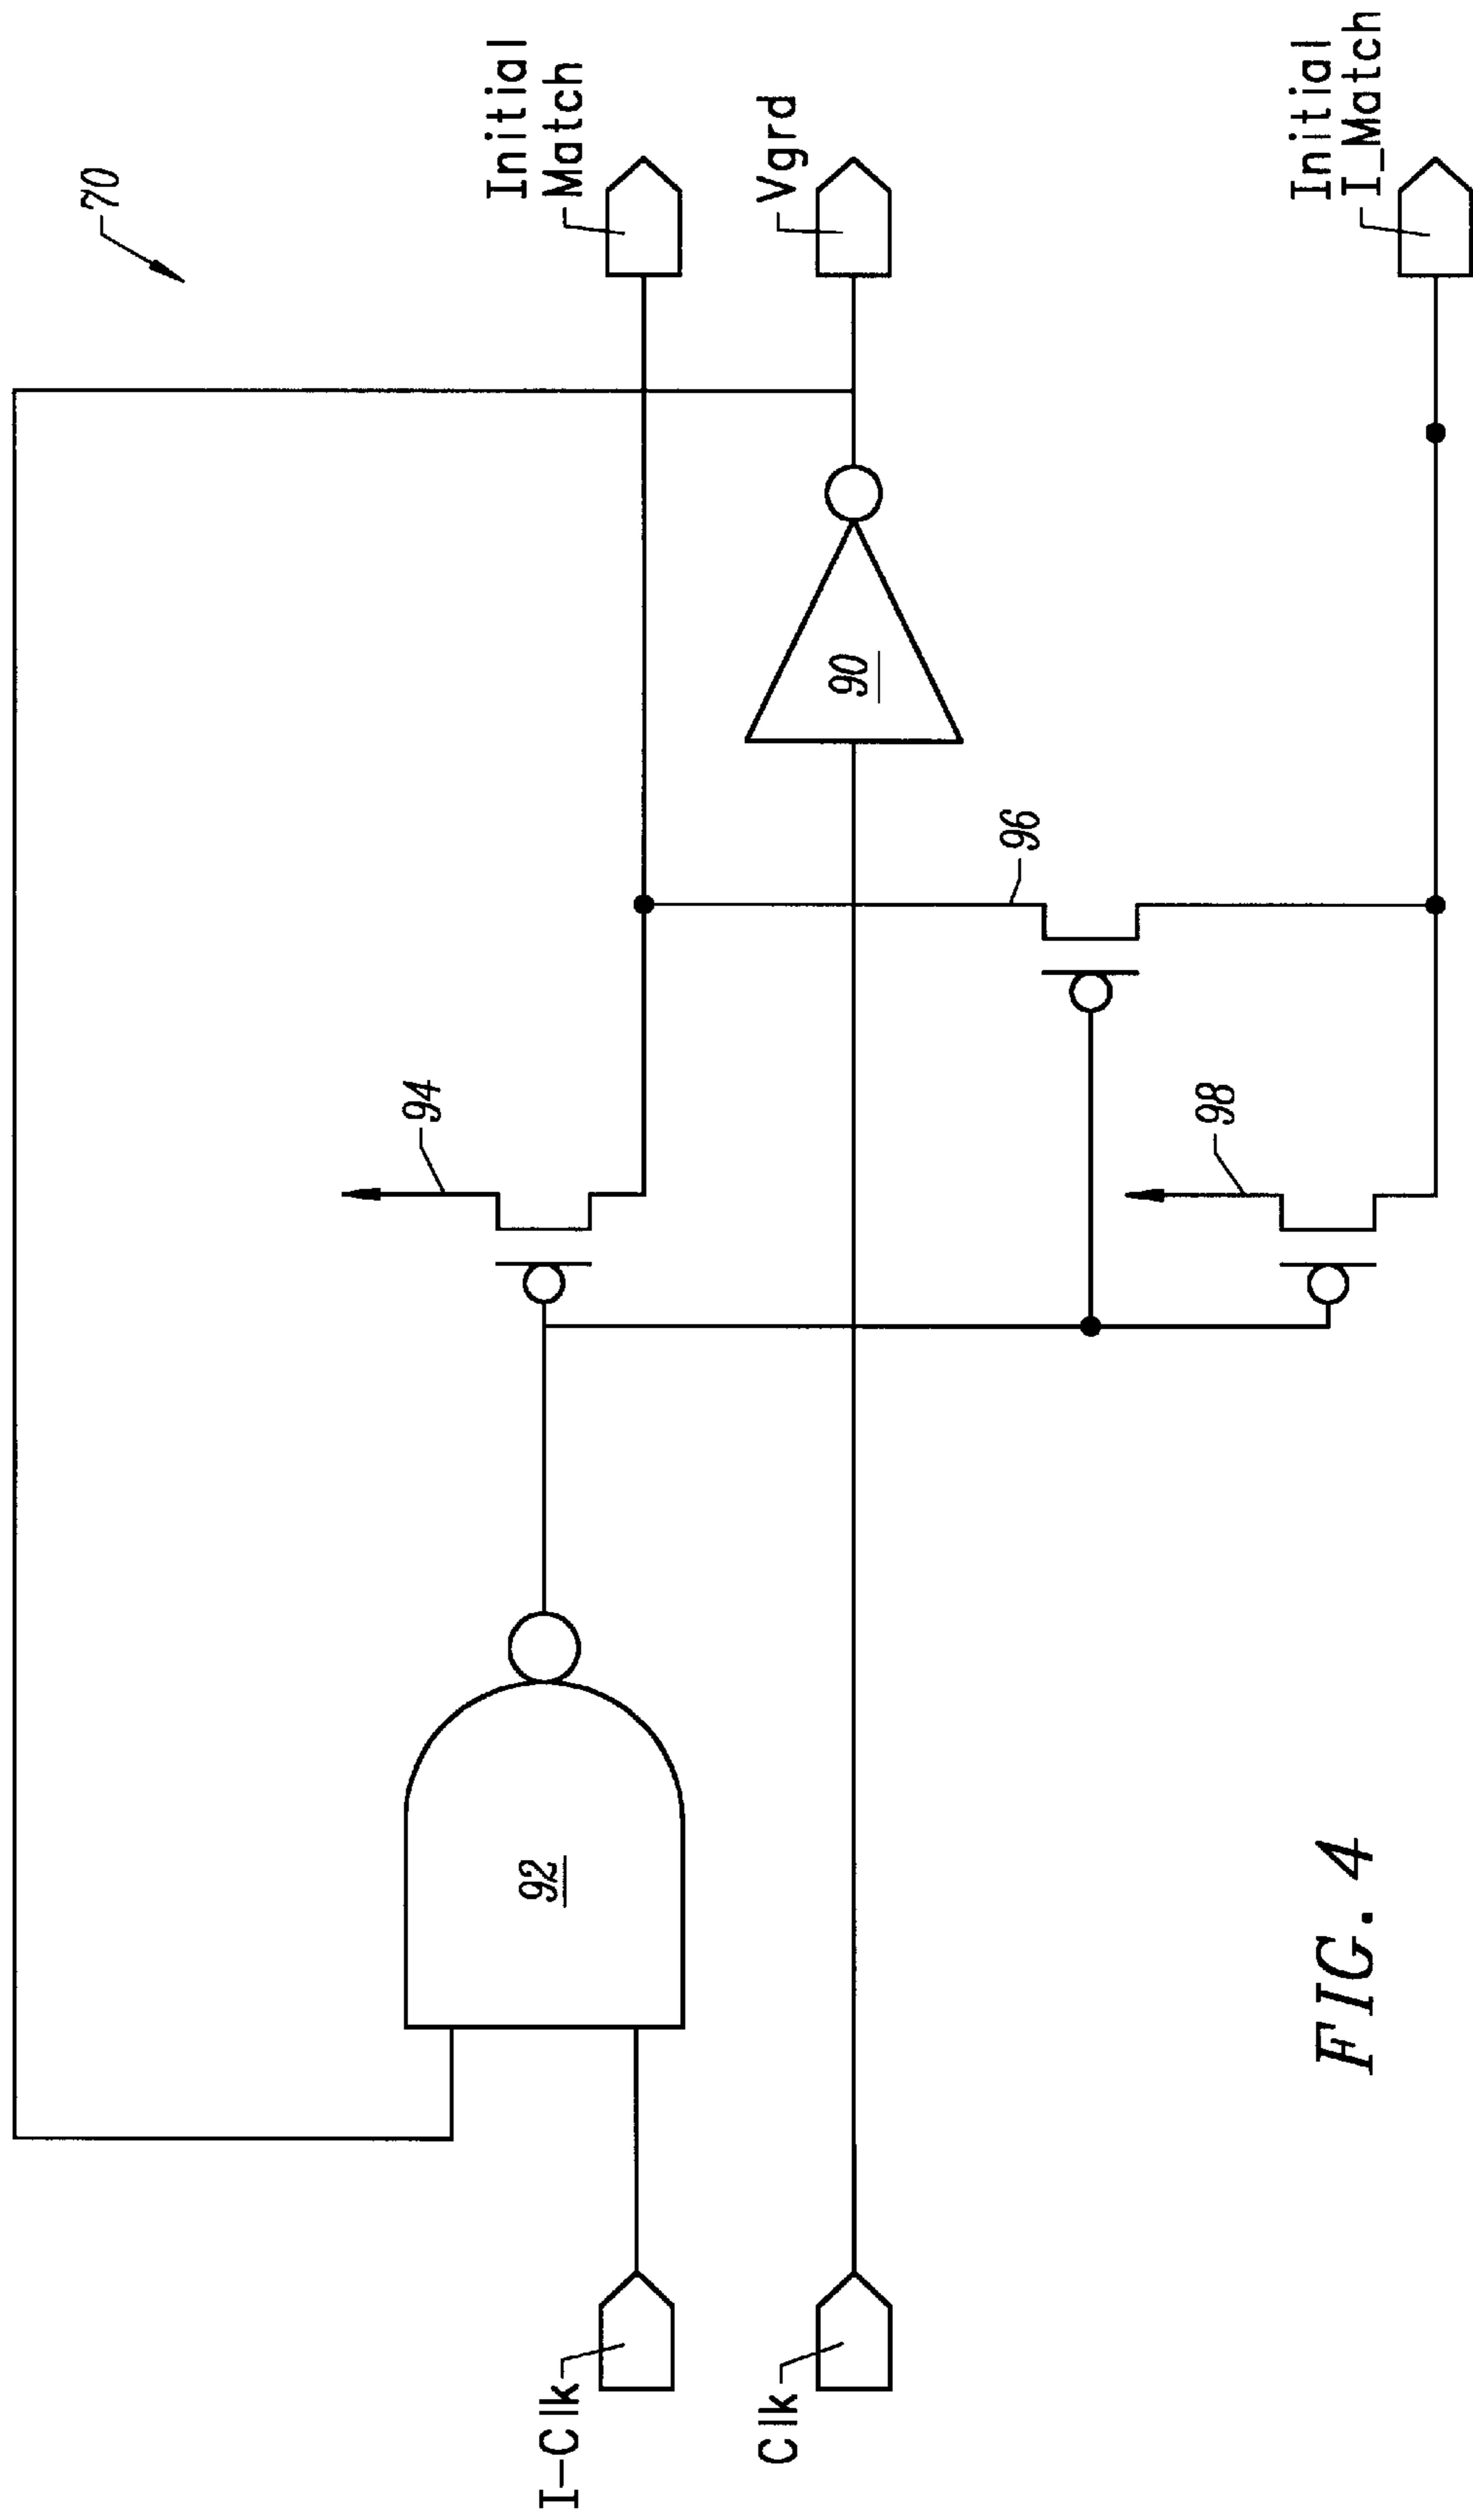 70
Initial
Match
Vgrd
90
94
96
92
I-Clk
Clk
98
Initial
I_Match
FIG. 4